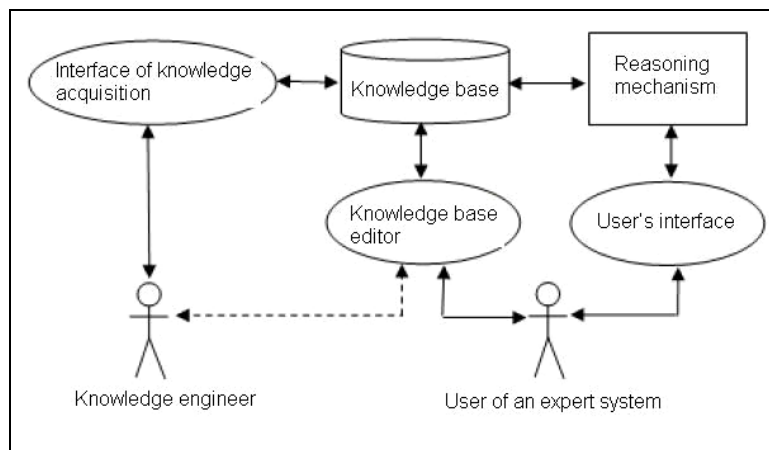 Interface of knowledge
acquisition
Knowledge base
Reasoning
mechanism
Knowledge base
editor
User's interface
Knowledge engineer
User of an expert system